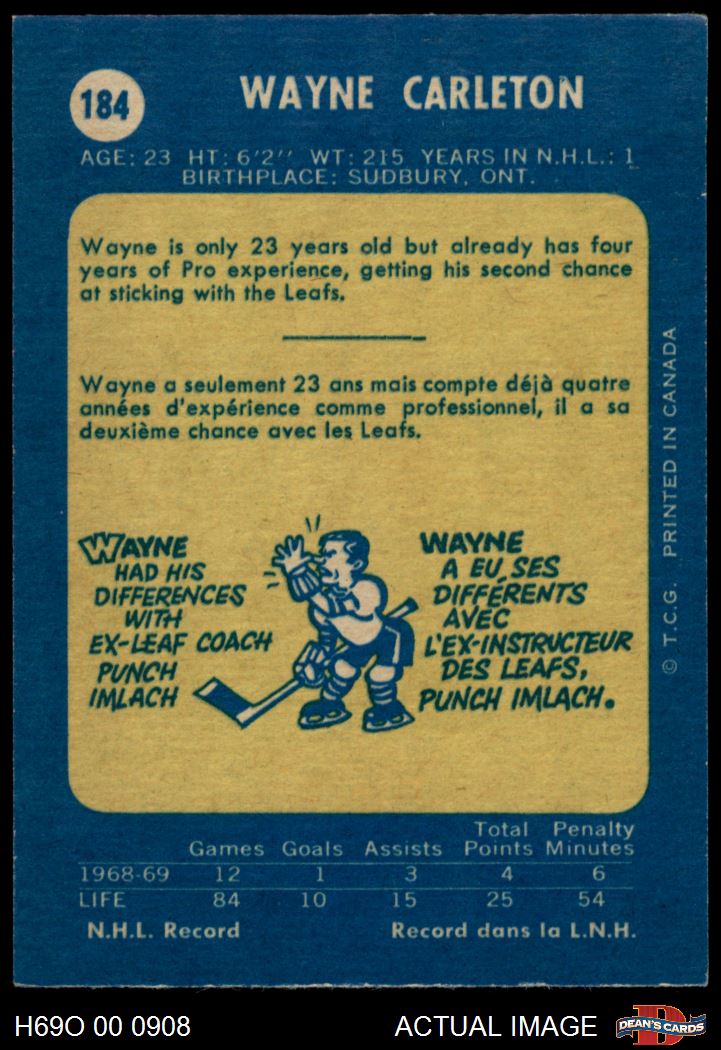 184
WAYNE CARLETON
AGE: 23 HT: 6'2'' WT: 215 YEARS IN N.H.L.: 1
BIRTHPLACE: SUDBURY, ONT.
Wayne is only 23 years old but already has four
years of Pro experience, getting his second chance
at sticking with the Leafs.
Wayne a seulement 23 ans mais compte déjà quatre
années d'expérience comme professionnel, il a sa
deuxième chance avec les Leafs.
WAYNE
HAD HIS
DIFFERENCES
WITH
EX-LEAF COACH
PUNCH
IMLACH
WAYNE
A EU SES
DIFFÉRENTS
AVEC
L'EX-INSTRUCTEUR
DES LEAFS,
PUNCH IMLACH.
© T.C.G. PRINTED IN CANADA
Total Penalty
Games Goals Assists Points Minutes
1968-69 12 1 3 4 6
LIFE 84 10 15 25 54
N.H.L. Record Record dans la L.N.H.
H69O 00 0908 ACTUAL IMAGE D DEAN'S CARDS